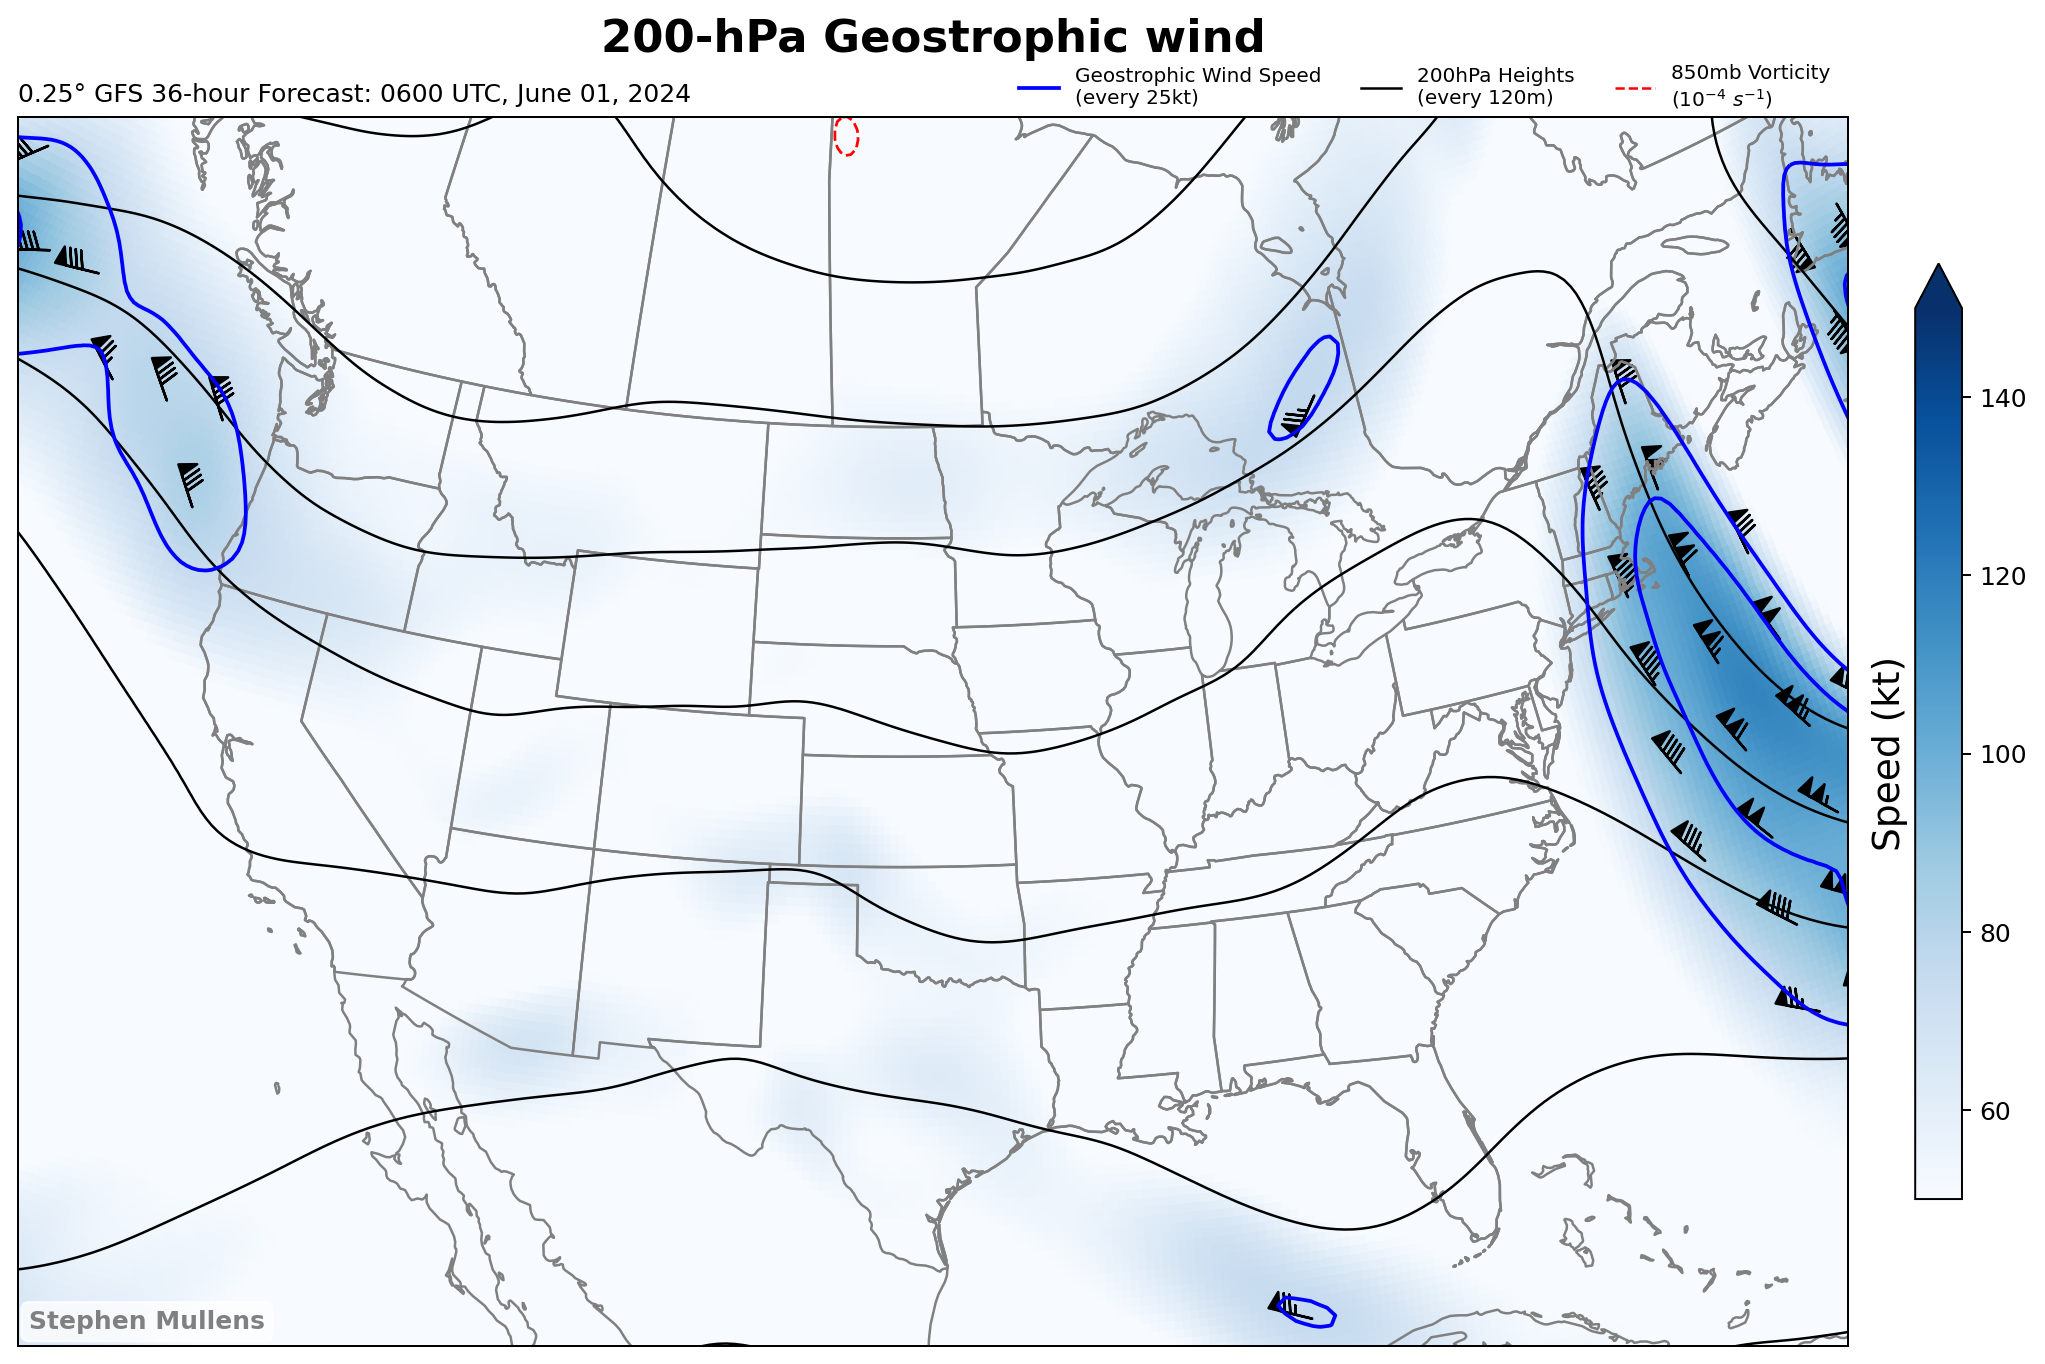 200-hPa Geostrophic wind
0.25° GFS 36-hour Forecast: 0600 UTC, June 01, 2024
Geostrophic Wind Speed
(every 25kt)
200hPa Heights
(every 120m)
850mb Vorticity
(10⁻⁴ s⁻¹)
140
120
100
80
60
Speed (kt)
Stephen Mullens